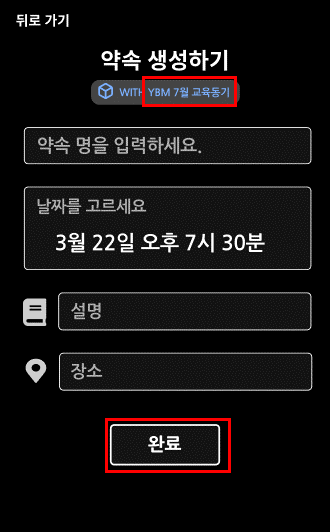 뒤로 가기
약속 생성하기
WITH YBM 7월 교육동기
약속 명을 입력하세요.
날짜를 고르세요
3월 22일 오후 7시 30분
설명
장소
완료